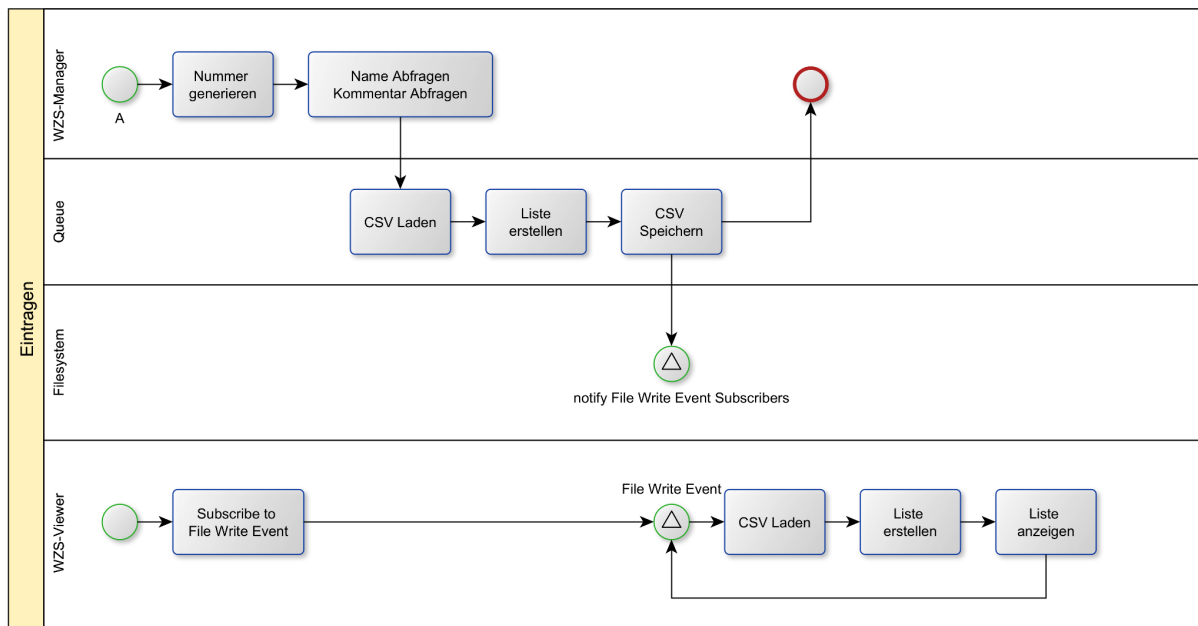 Eintragen
WZS-Manager
A
Nummer
generieren
Name Abfragen
Kommentar Abfragen
Queue
CSV Laden
Liste
erstellen
CSV
Speichern
Filesystem
notify File Write Event Subscribers
WZS-Viewer
Subscribe to
File Write Event
File Write Event
CSV Laden
Liste
erstellen
Liste
anzeigen